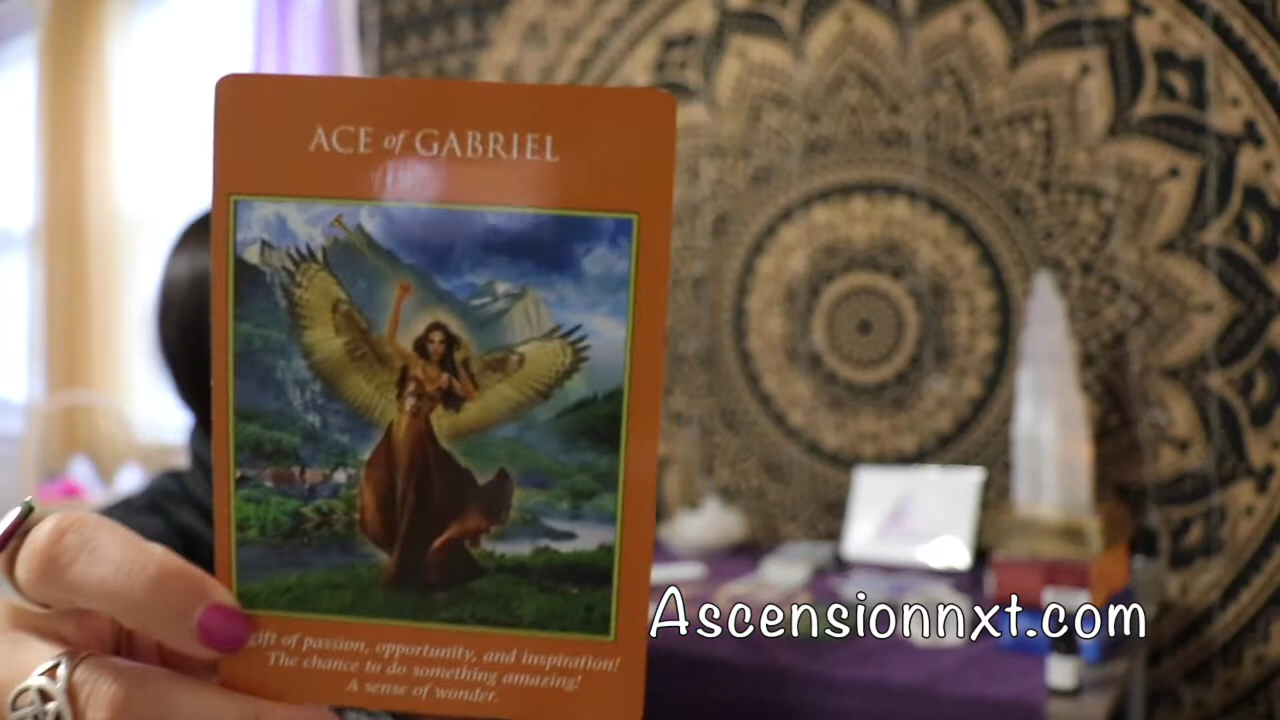 ACE of GABRIEL
gift of passion, opportunity, and inspiration!
The chance to do something amazing!
A sense of wonder.
Ascensionnxt.com